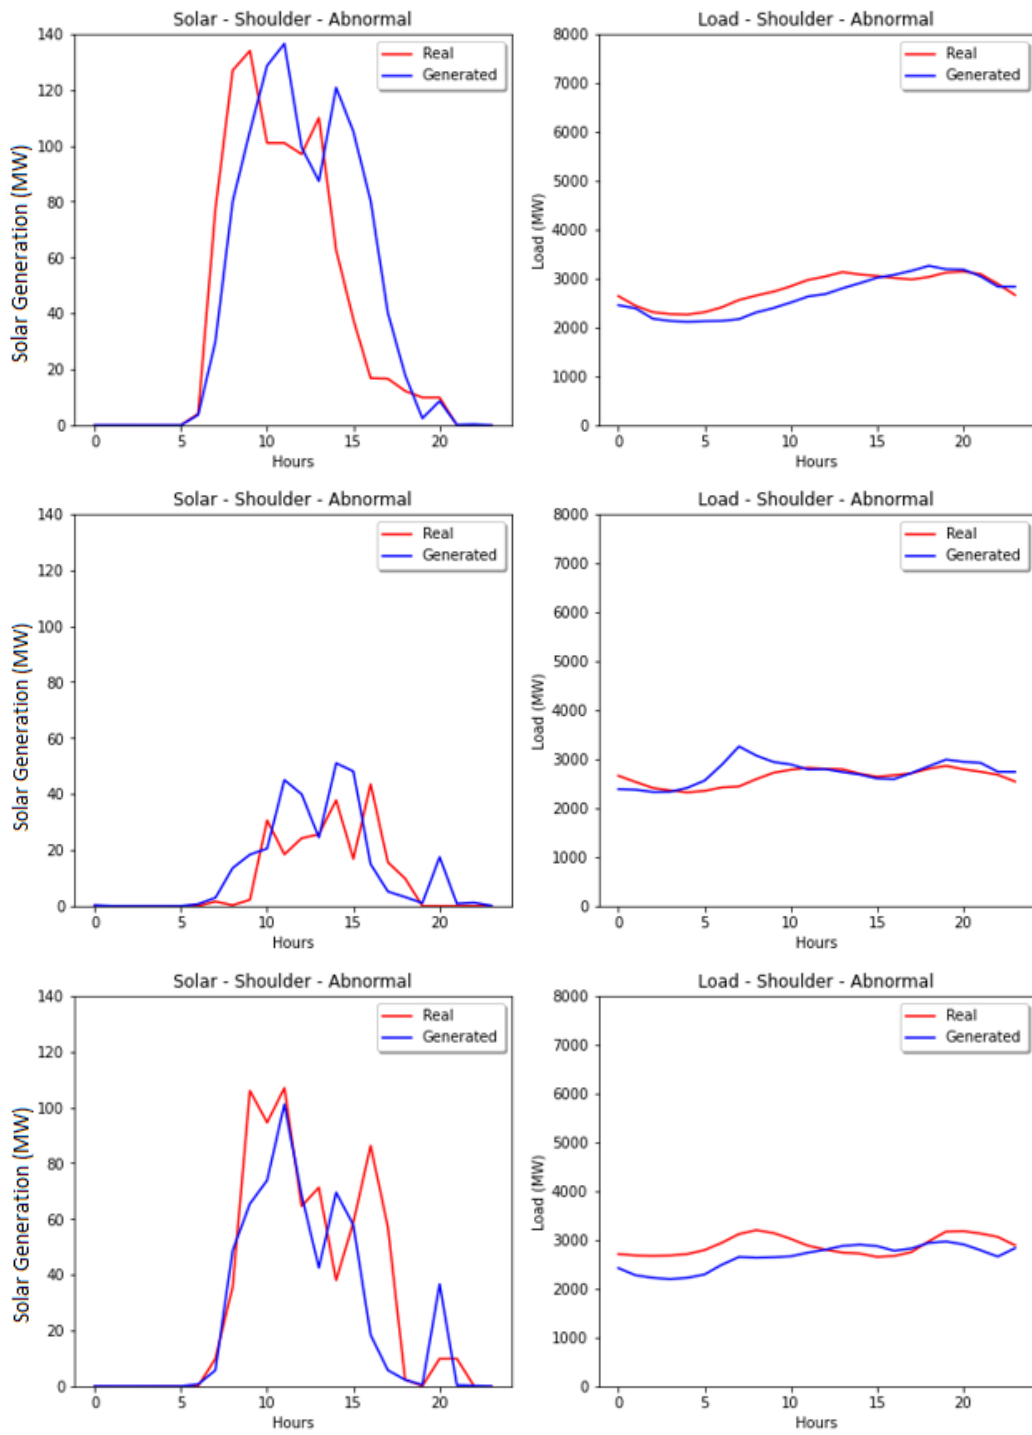 Solar - Shoulder - Abnormal
140
120
100
80
60
40
20
0
Solar Generation (MW)
Real
Generated
0 5 10 15 20
Hours
Load - Shoulder - Abnormal
8000
7000
6000
5000
4000
3000
2000
1000
0
Load (MW)
Real
Generated
0 5 10 15 20
Hours
Solar - Shoulder - Abnormal
140
120
100
80
60
40
20
0
Solar Generation (MW)
Real
Generated
0 5 10 15 20
Hours
Load - Shoulder - Abnormal
8000
7000
6000
5000
4000
3000
2000
1000
0
Load (MW)
Real
Generated
0 5 10 15 20
Hours
Solar - Shoulder - Abnormal
140
120
100
80
60
40
20
0
Solar Generation (MW)
Real
Generated
0 5 10 15 20
Hours
Load - Shoulder - Abnormal
8000
7000
6000
5000
4000
3000
2000
1000
0
Load (MW)
Real
Generated
0 5 10 15 20
Hours